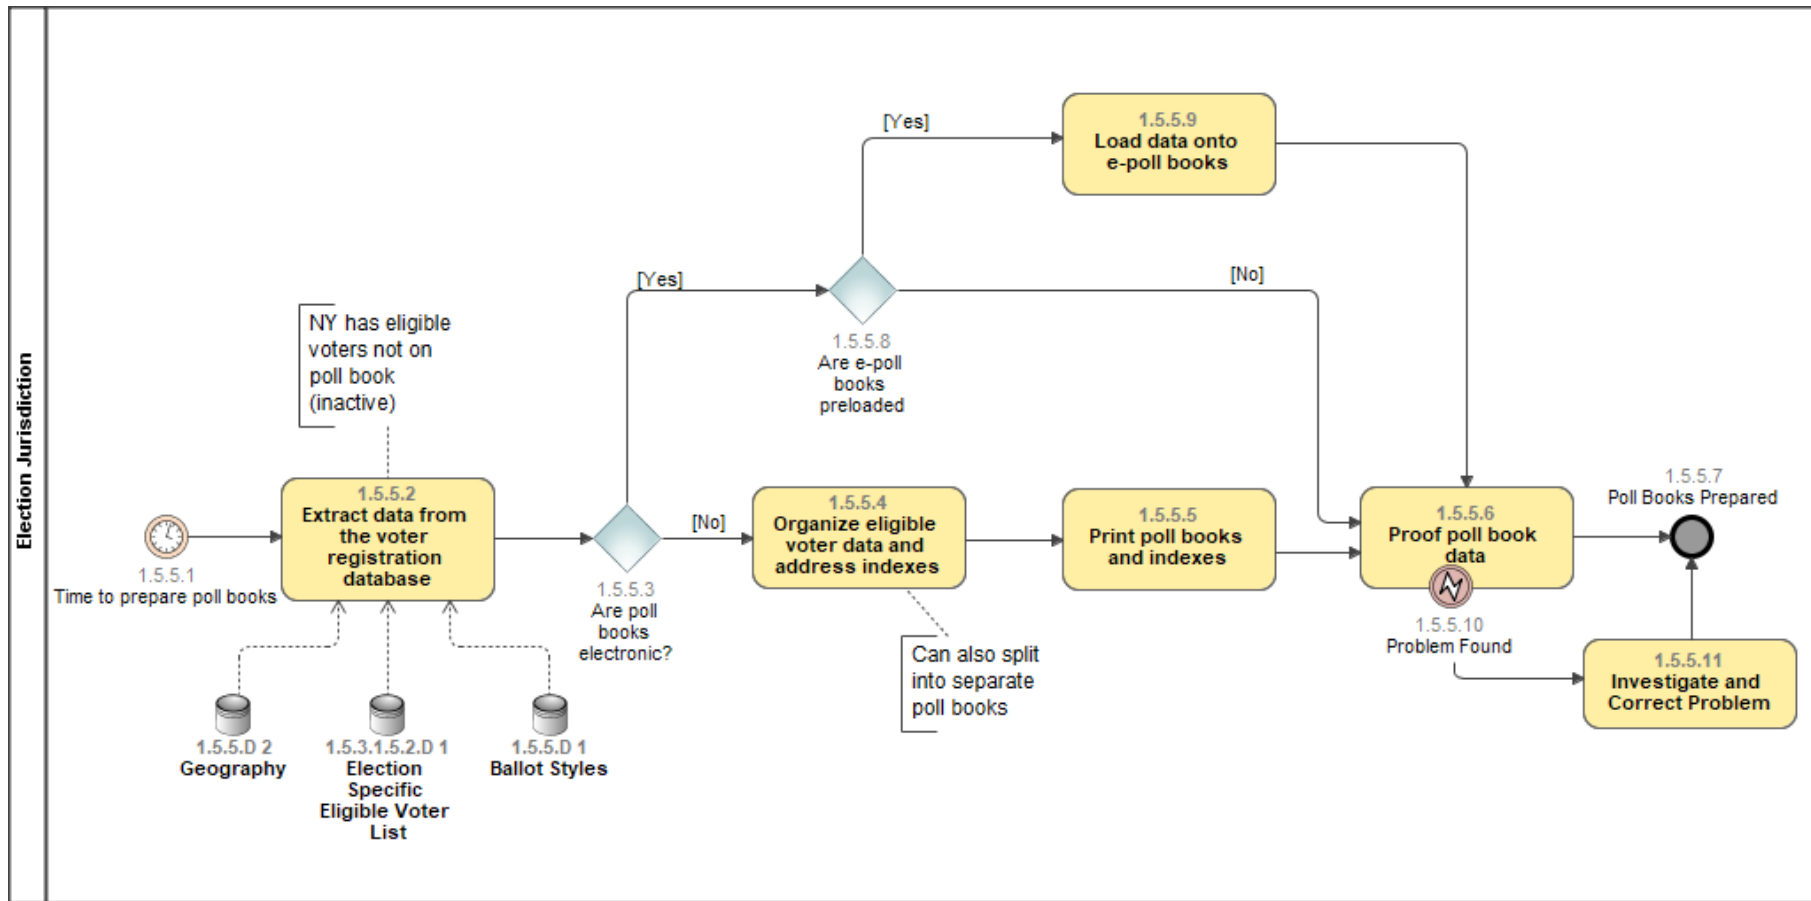 Election Jurisdiction
1.5.5.1
Time to prepare poll books
NY has eligible
voters not on
poll book
(inactive)
1.5.5.2
Extract data from
the voter
registration
database
1.5.5.D 2
Geography
1.5.3.1.5.2.D 1
Election
Specific
Eligible Voter
List
1.5.5.D 1
Ballot Styles
1.5.5.3
Are poll
books
electronic?
[Yes]
[No]
1.5.5.8
Are e-poll
books
preloaded
[Yes]
[No]
1.5.5.9
Load data onto
e-poll books
1.5.5.4
Organize eligible
voter data and
address indexes
Can also split
into separate
poll books
1.5.5.5
Print poll books
and indexes
1.5.5.6
Proof poll book
data
1.5.5.10
Problem Found
1.5.5.7
Poll Books Prepared
1.5.5.11
Investigate and
Correct Problem